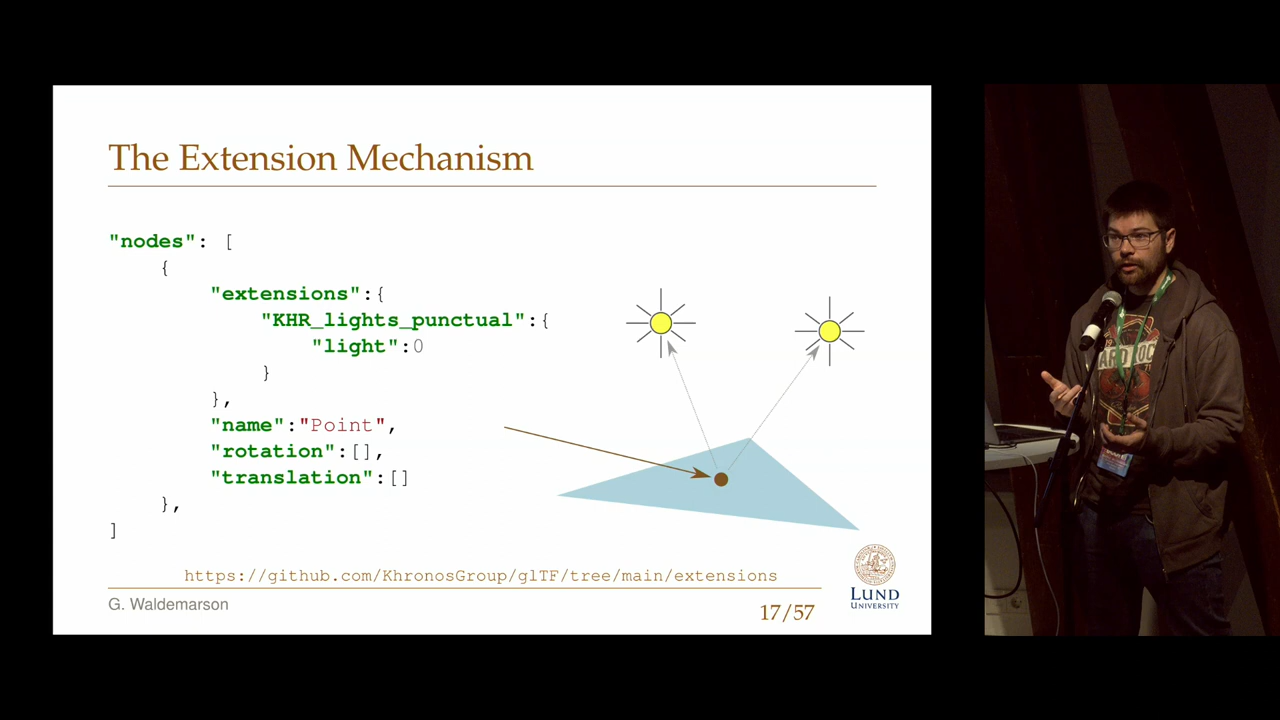 The Extension Mechanism
"nodes": [
{
"extensions":{
"KHR_lights_punctual":{
"light":0
}
},
"name":"Point",
"rotation":[],
"translation":[]
},
]
https://github.com/KhronosGroup/glTF/tree/main/extensions
G. Waldemarson
17/57
LUND
UNIVERSITY